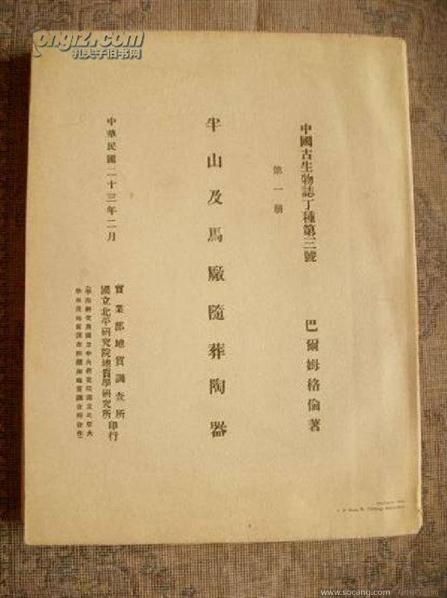 中國古生物誌丁種第三號
第一冊
巴爾姆格倫著
半山及馬廠隨葬陶器
實業部地質調查所
國立北平研究院地質學研究所印行
中華民國二十三年二月
孔夫子旧书网
www.socang.com